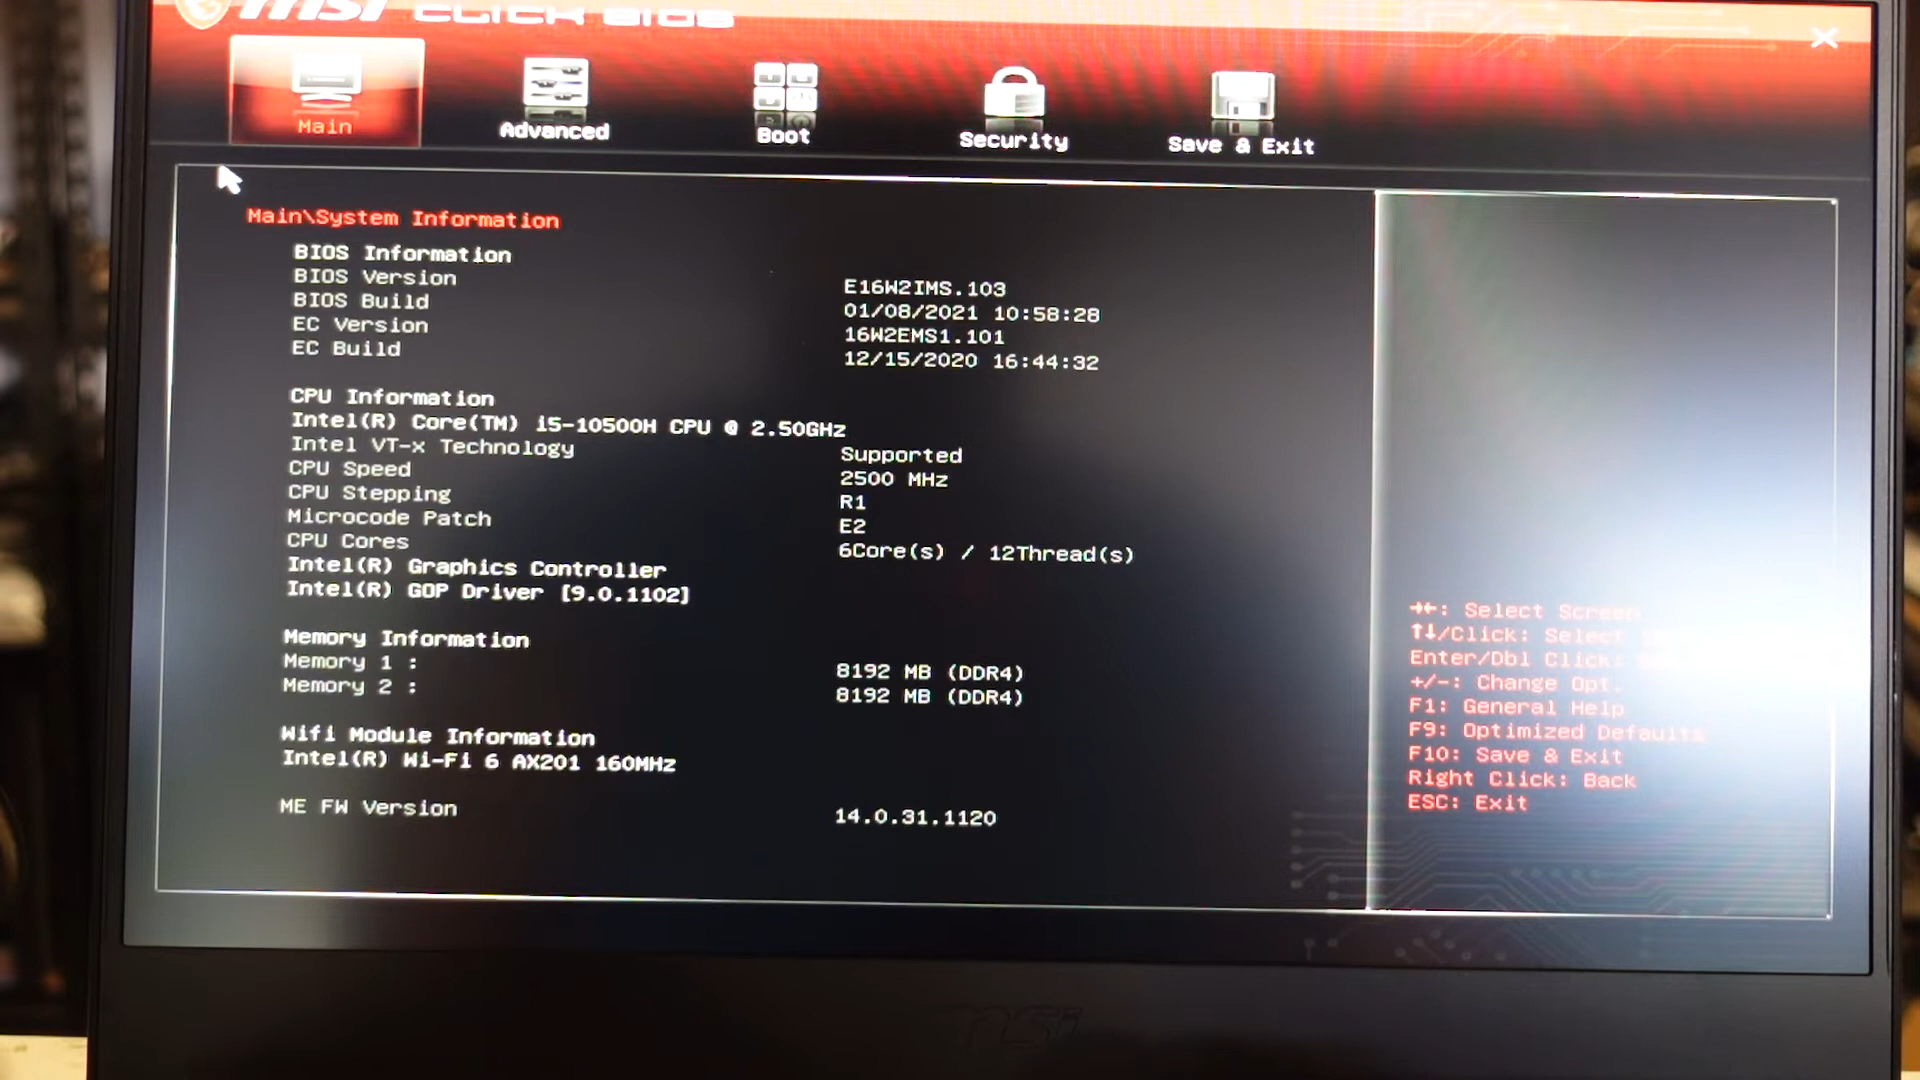 msi CLICK BIOS
Main
Advanced
Boot
Security
Save & Exit
Main\System Information
BIOS Information
BIOS Version E16W2IMS.103
BIOS Build 01/08/2021 10:58:28
EC Version 16W2EMS1.101
EC Build 12/15/2020 16:44:32
CPU Information
Intel(R) Core(TM) i5-10500H CPU @ 2.50GHz
Intel VT-x Technology Supported
CPU Speed 2500 MHz
CPU Stepping R1
Microcode Patch E2
CPU Cores 6Core(s) / 12Thread(s)
Intel(R) Graphics Controller
Intel(R) GOP Driver [9.0.1102]
Memory Information
Memory 1 : 8192 MB (DDR4)
Memory 2 : 8192 MB (DDR4)
Wifi Module Information
Intel(R) Wi-Fi 6 AX201 160MHz
ME FW Version 14.0.31.1120
→←: Select Screen
↑↓/Click: Select
Enter/Dbl Click:
+/-: Change Opt.
F1: General Help
F9: Optimized Defaults
F10: Save & Exit
Right Click: Back
ESC: Exit
msi